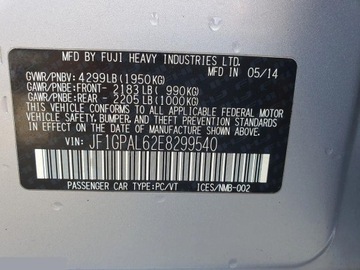 MFD. BY FUJI HEAVY INDUSTRIES LTD.
MFD. IN 05/14
GVWR/PNBV: 4299LB(1950KG)
GAWR/PNBE:FRONT- 2183LB( 990KG)
GAWR/PNBE:REAR - 2205LB(1000KG)
THIS VEHICLE CONFORMS TO ALL APPLICABLE FEDERAL MOTOR
VEHICLE SAFETY, BUMPER, AND THEFT PREVENTION STANDARDS
IN EFFECT ON THE DATE OF MANUFACTURE SHOWN ABOVE.
VIN: JF1GPAL62E8299540
PASSENGER CAR TYPE:PC/VT ICES/NMB-002